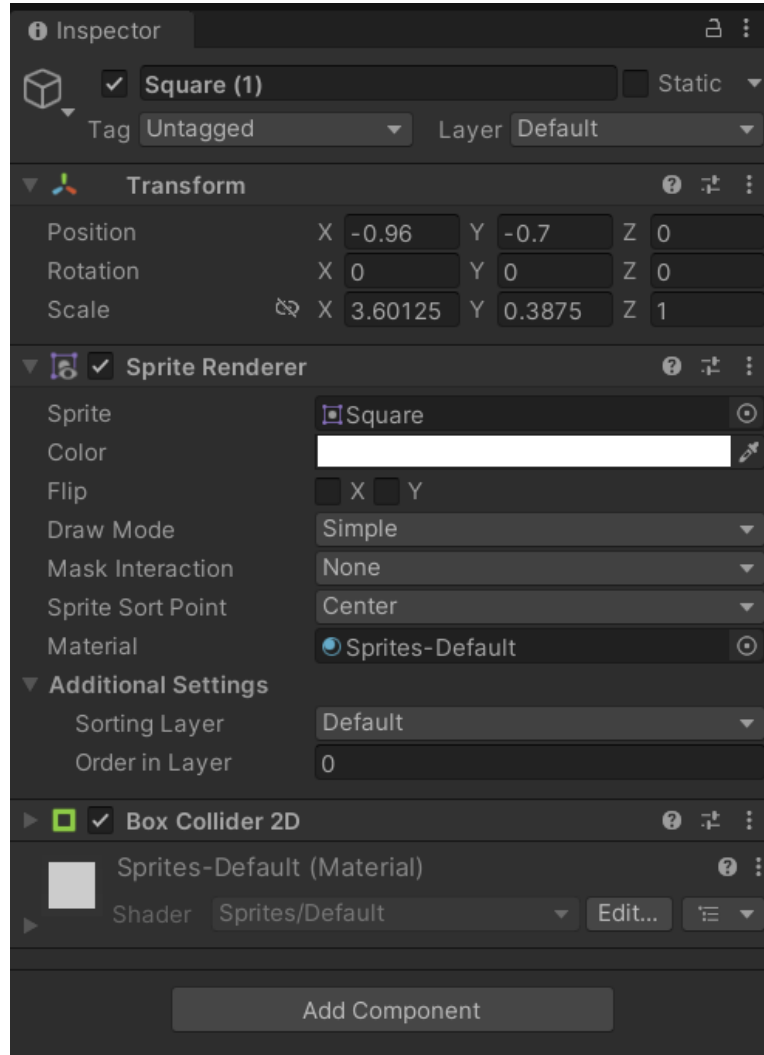 Inspector
Square (1) Static
Tag Untagged Layer Default
Transform
Position X -0.96 Y -0.7 Z 0
Rotation X 0 Y 0 Z 0
Scale X 3.60125 Y 0.3875 Z 1
Sprite Renderer
Sprite Square
Color
Flip X Y
Draw Mode Simple
Mask Interaction None
Sprite Sort Point Center
Material Sprites-Default
Additional Settings
Sorting Layer Default
Order in Layer 0
Box Collider 2D
Sprites-Default (Material)
Shader Sprites/Default Edit...
Add Component